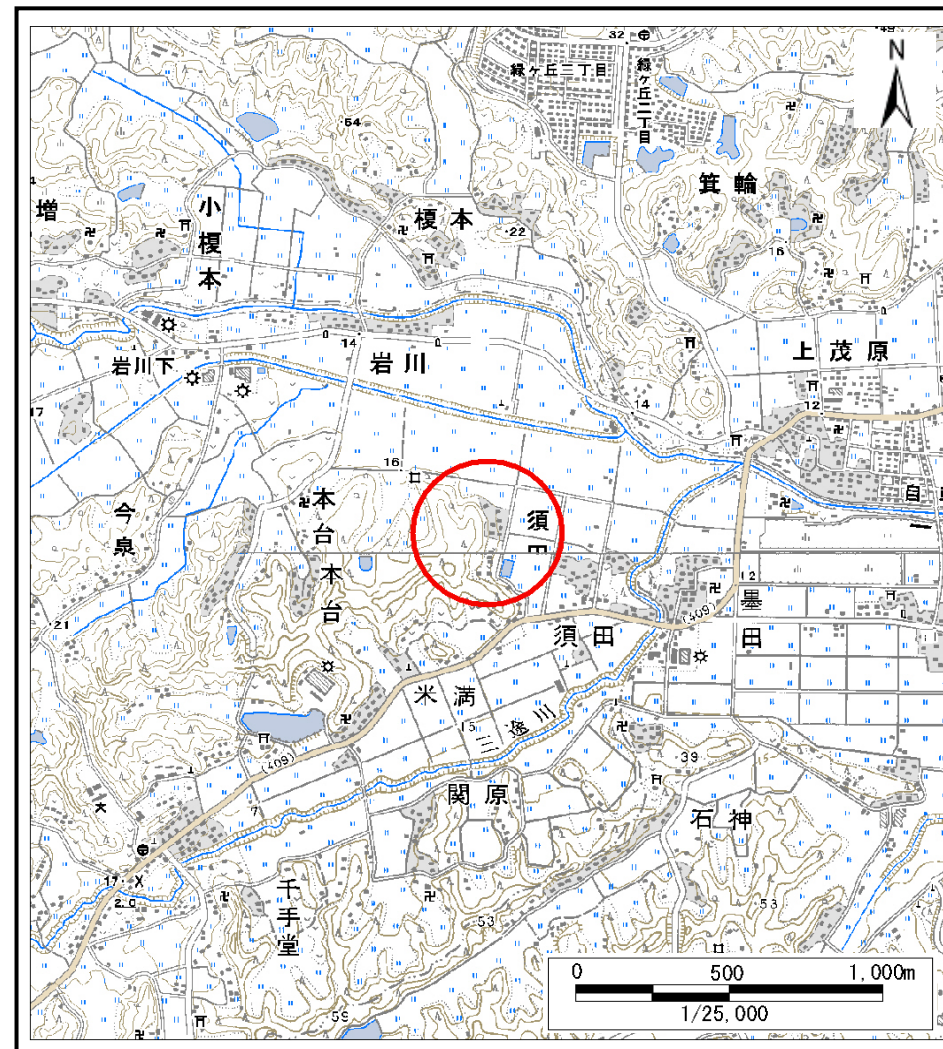 32
緑ヶ丘三丁目
緑ヶ丘二丁目
N
64
箕輪
増
小榎本
榎本
22
16
14
岩川
上茂原
岩川下
17
14
12
16
本台
須田
自
今泉
本台
12
21
(409)
墨田
須田
米満
15
三途川
39
15
(409)
7
関原
石神
17
20
千手堂
53
53
59
0
500
1,000m
1/25,000